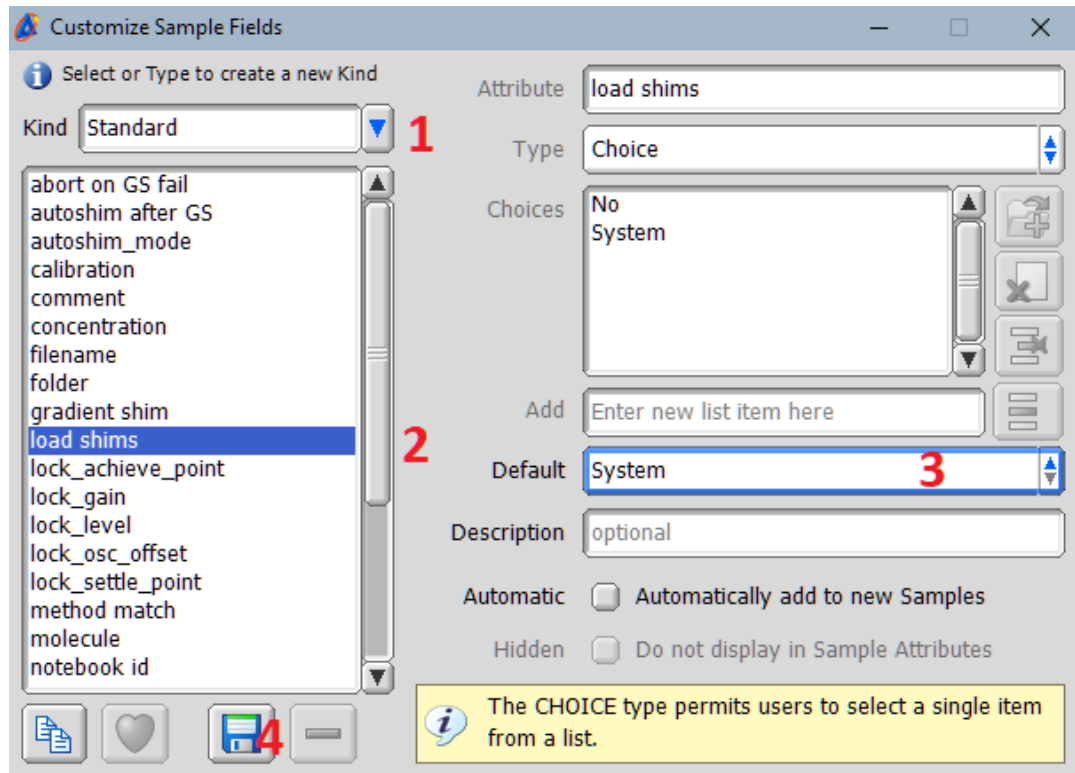 Customize Sample Fields
Select or Type to create a new Kind
Kind Standard 1
abort on GS fail
autoshim after GS
autoshim_mode
calibration
comment
concentration
filename
folder
gradient shim
load shims
lock_achieve_point
lock_gain
lock_level
lock_osc_offset
lock_settle_point
method match
molecule
notebook id
2
4
Attribute load shims
Type Choice
Choices No
System
Add Enter new list item here
Default System 3
Description optional
Automatic Automatically add to new Samples
Hidden Do not display in Sample Attributes
The CHOICE type permits users to select a single item
from a list.